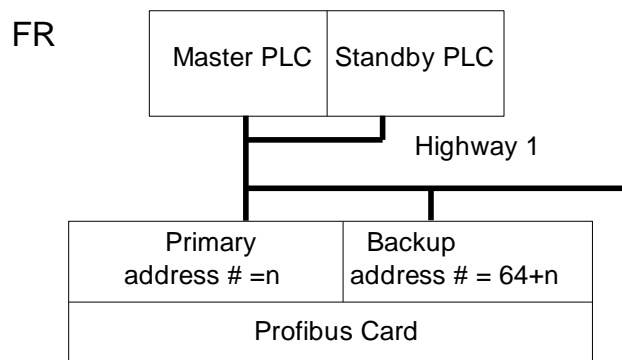 FR
Master PLC
Standby PLC
Highway 1
Primary
address # =n
Backup
address # = 64+n
Profibus Card